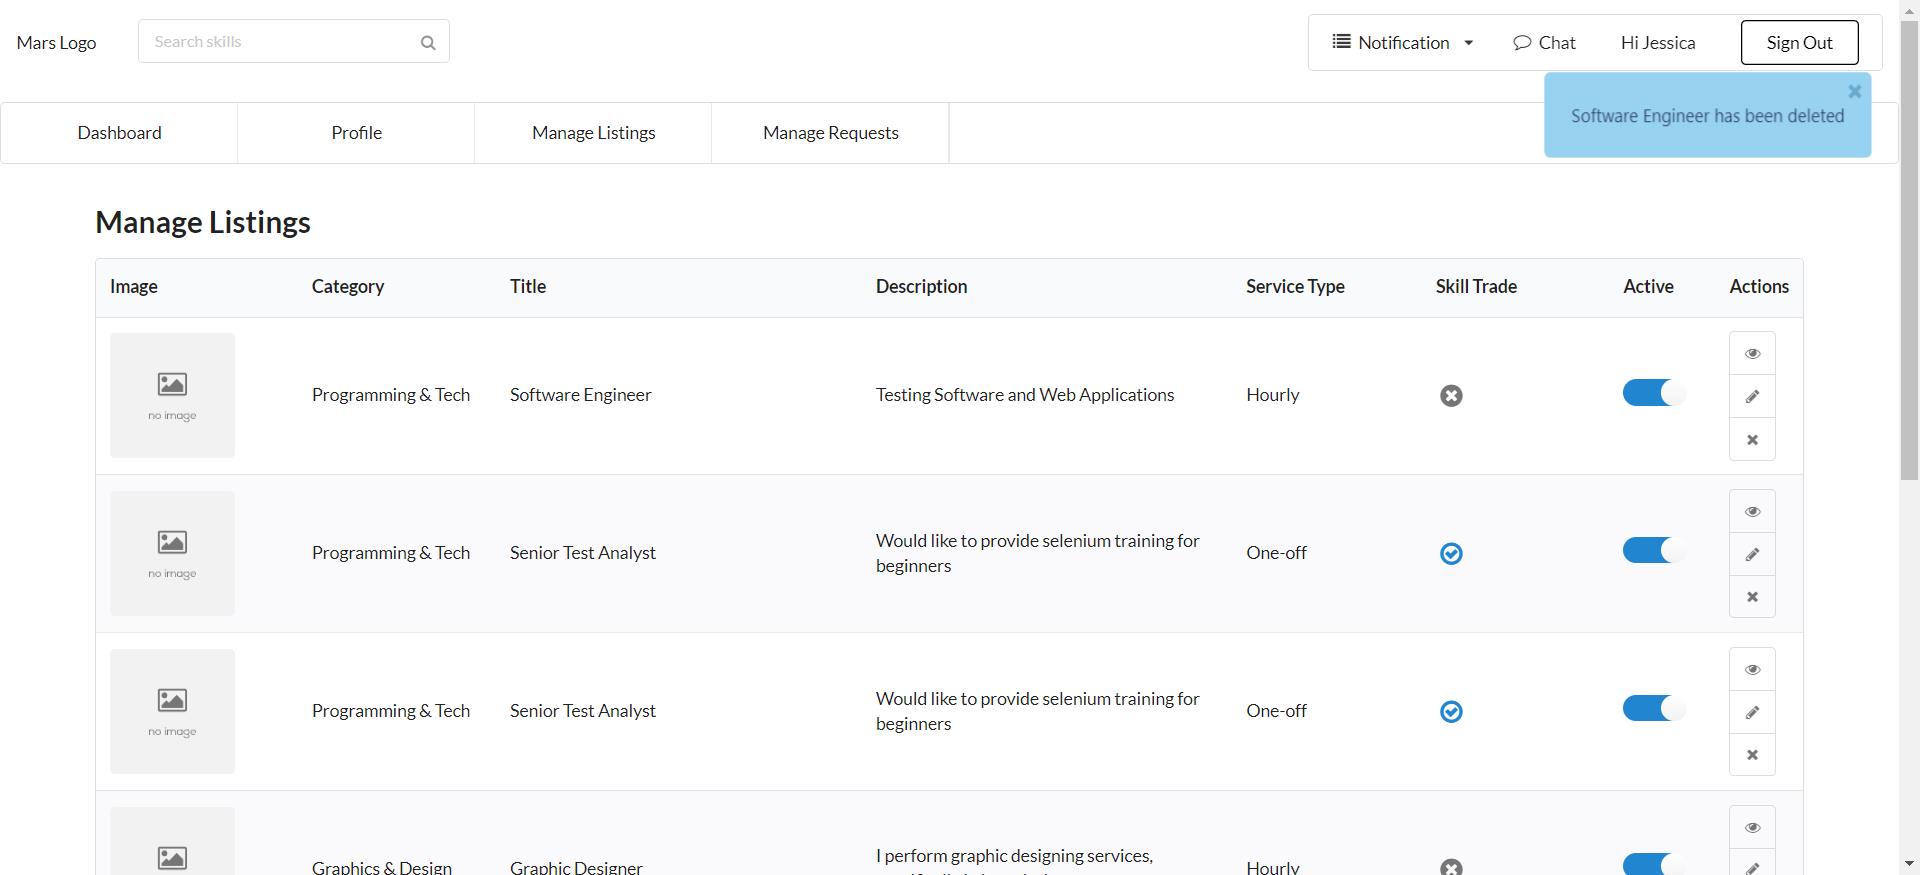 Mars Logo
Search skills
Notification
Chat
Hi Jessica
Sign Out
Software Engineer has been deleted
Dashboard
Profile
Manage Listings
Manage Requests
Manage Listings
Image Category Title Description Service Type Skill Trade Active Actions
no image
Programming & Tech Software Engineer Testing Software and Web Applications Hourly
no image
Programming & Tech Senior Test Analyst Would like to provide selenium training for
beginners
One-off
no image
Programming & Tech Senior Test Analyst Would like to provide selenium training for
beginners
One-off
Graphics & Design Graphic Designer I perform graphic designing services,
Hourly